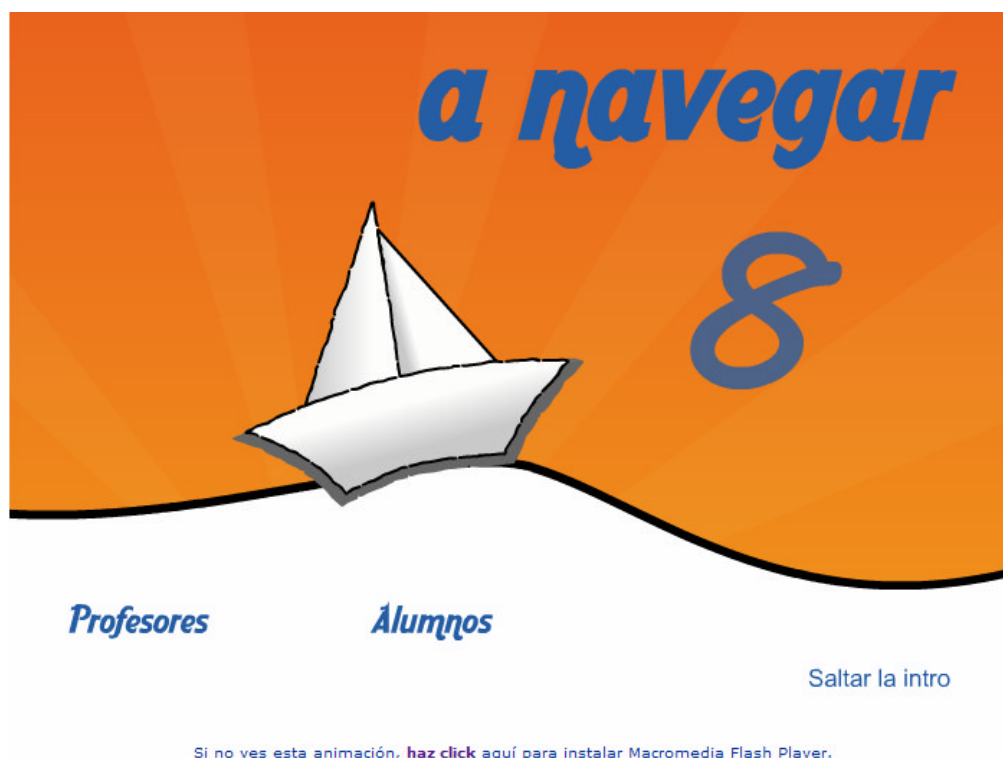 a navegar
8
Profesores Alumnos
Saltar la intro
Si no ves esta animación, haz click aquí para instalar Macromedia Flash Player.